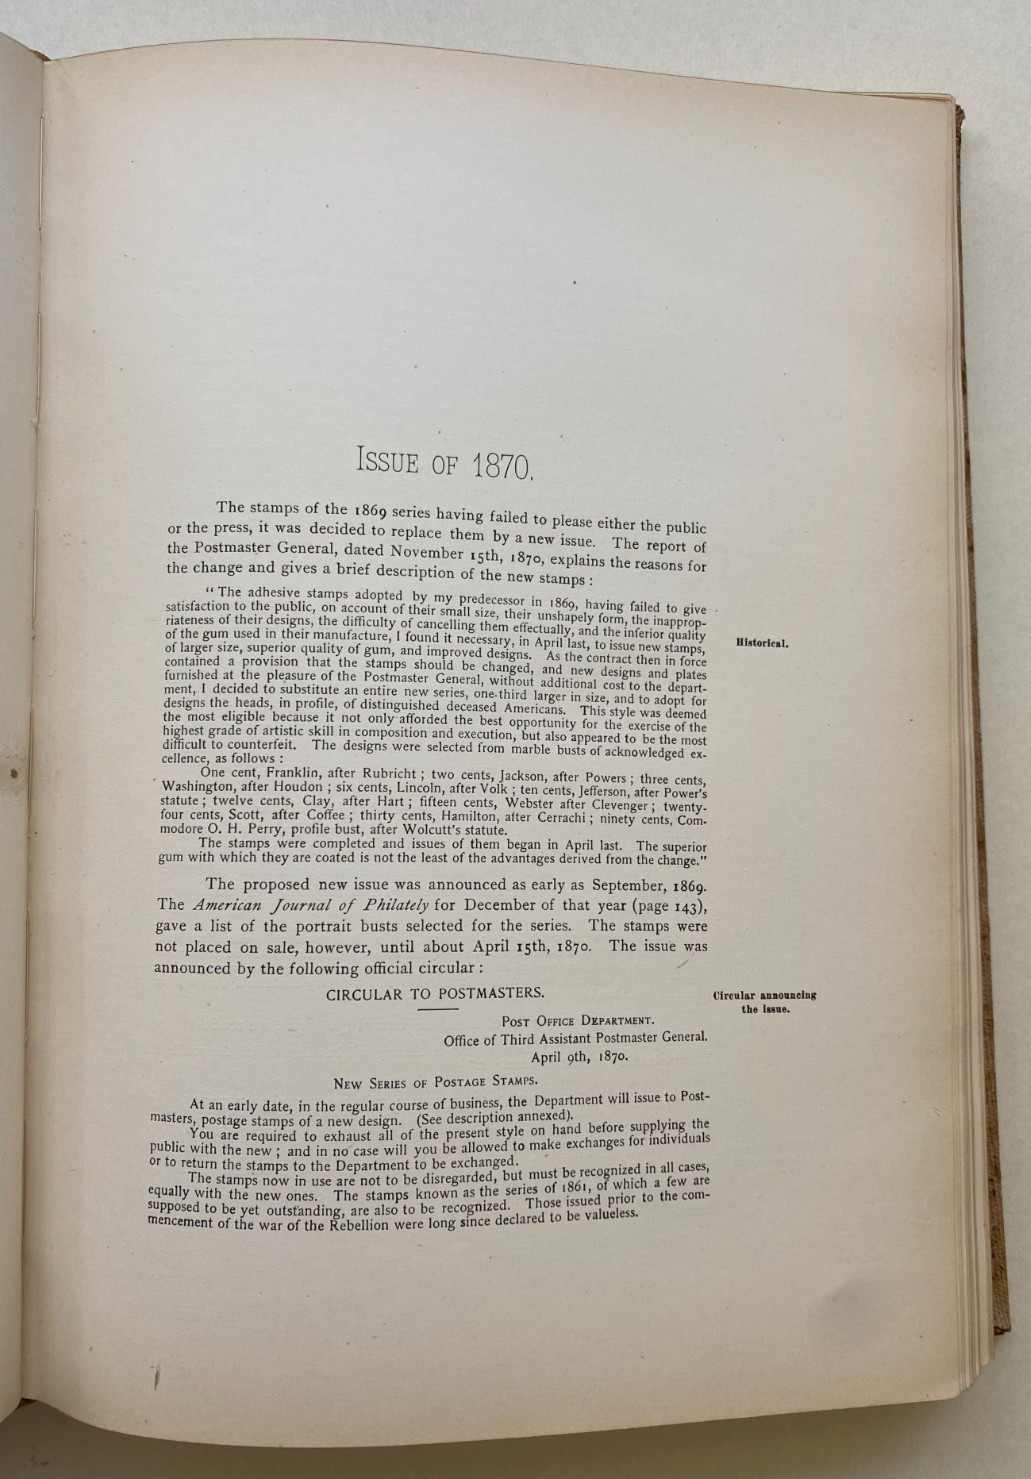 ISSUE OF 1870.
The stamps of the 1869 series having failed to please either the public
or the press, it was decided to replace them by a new issue. The report of
the Postmaster General, dated November 15th, 1870, explains the reasons for
the change and gives a brief description of the new stamps :
" The adhesive stamps adopted by my predecessor in 1869, having failed to give
satisfaction to the public, on account of their small size, their unshapely form, the inapprop-
riateness of their designs, the difficulty of cancelling them effectually, and the inferior quality
of the gum used in their manufacture, I found it necessary, in April last, to issue new stamps,
of larger size, superior quality of gum, and improved designs. As the contract then in force
contained a provision that the stamps should be changed, and new designs and plates
furnished at the pleasure of the Postmaster General, without additional cost to the depart-
ment, I decided to substitute an entire new series, one-third larger in size, and to adopt for
designs the heads, in profile, of distinguished deceased Americans. This style was deemed
the most eligible because it not only afforded the best opportunity for the exercise of the
highest grade of artistic skill in composition and execution, but also appeared to be the most
difficult to counterfeit. The designs were selected from marble busts of acknowledged ex-
cellence, as follows :
Historical.
One cent, Franklin, after Rubricht ; two cents, Jackson, after Powers ; three cents,
Washington, after Houdon ; six cents, Lincoln, after Volk ; ten cents, Jefferson, after Power's
statute ; twelve cents, Clay, after Hart ; fifteen cents, Webster after Clevenger ; twenty-
four cents, Scott, after Coffee ; thirty cents, Hamilton, after Cerrachi ; ninety cents, Com-
modore O. H. Perry, profile bust, after Wolcutt's statute.
The stamps were completed and issues of them began in April last. The superior
gum with which they are coated is not the least of the advantages derived from the change."
The proposed new issue was announced as early as September, 1869.
The American Journal of Philately for December of that year (page 143),
gave a list of the portrait busts selected for the series. The stamps were
not placed on sale, however, until about April 15th, 1870. The issue was
announced by the following official circular :
CIRCULAR TO POSTMASTERS.
Circular announcing
the issue.
POST OFFICE DEPARTMENT.
Office of Third Assistant Postmaster General.
April 9th, 1870.
NEW SERIES OF POSTAGE STAMPS.
At an early date, in the regular course of business, the Department will issue to Post-
masters, postage stamps of a new design. (See description annexed).
You are required to exhaust all of the present style on hand before supplying the
public with the new ; and in no case will you be allowed to make exchanges for individuals
or to return the stamps to the Department to be exchanged.
The stamps now in use are not to be disregarded, but must be recognized in all cases,
equally with the new ones. The stamps known as the series of 1861, of which a few are
supposed to be yet outstanding, are also to be recognized. Those issued prior to the com-
mencement of the war of the Rebellion were long since declared to be valueless.